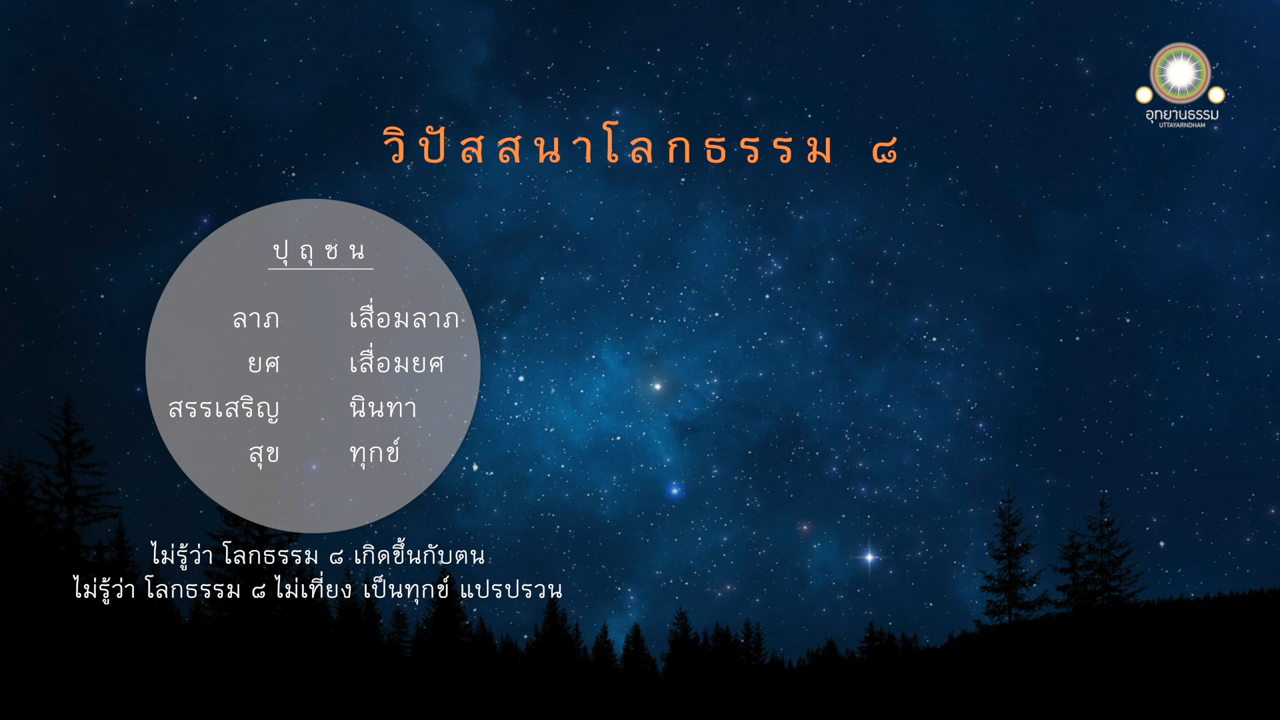 อุทยานธรรม
UTTAYARNDHAM
วิปัสสนาโลกธรรม ๘
ปุถุชน
ลาภ เสื่อมลาภ
ยศ เสื่อมยศ
สรรเสริญ นินทา
สุข ทุกข์
ไม่รู้ว่า โลกธรรม ๘ เกิดขึ้นกับตน
ไม่รู้ว่า โลกธรรม ๘ ไม่เที่ยง เป็นทุกข์ แปรปรวน